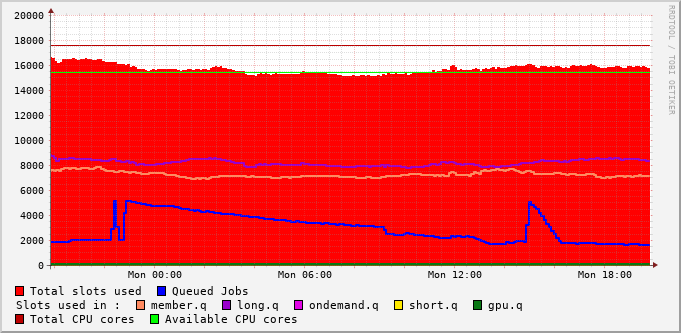 RRDTOOL / TOBI OETIKER
20000
18000
16000
14000
12000
10000
8000
6000
4000
2000
0
Mon 00:00 Mon 06:00 Mon 12:00 Mon 18:00
Total slots used Queued Jobs
Slots used in : member.q long.q ondemand.q short.q gpu.q
Total CPU cores Available CPU cores